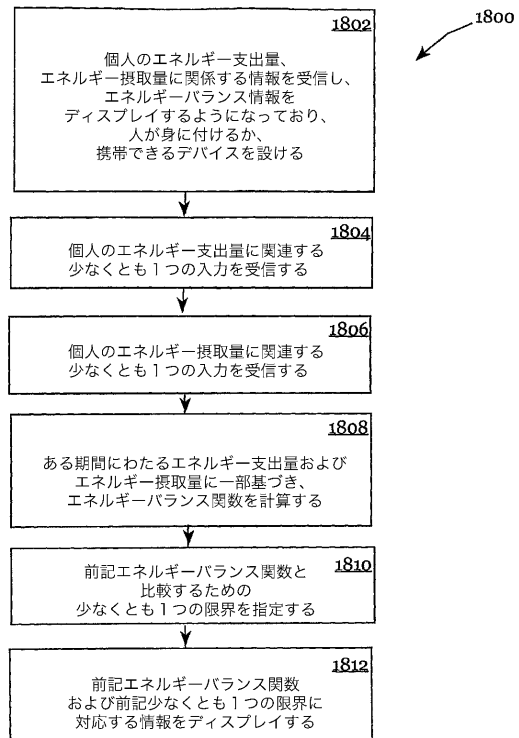 1800
1802
個人のエネルギー支出量、
エネルギー摂取量に関係する情報を受信し、
エネルギーバランス情報を
ディスプレイするようになっており、
人が身に付けるか、
携帯できるデバイスを設ける
1804
個人のエネルギー支出量に関連する
少なくとも1つの入力を受信する
1806
個人のエネルギー摂取量に関連する
少なくとも1つの入力を受信する
1808
ある期間にわたるエネルギー支出量および
エネルギー摂取量に一部基づき、
エネルギーバランス関数を計算する
1810
前記エネルギーバランス関数と
比較するための
少なくとも1つの限界を指定する
1812
前記エネルギーバランス関数
および前記少なくとも1つの限界に
対応する情報をディスプレイする